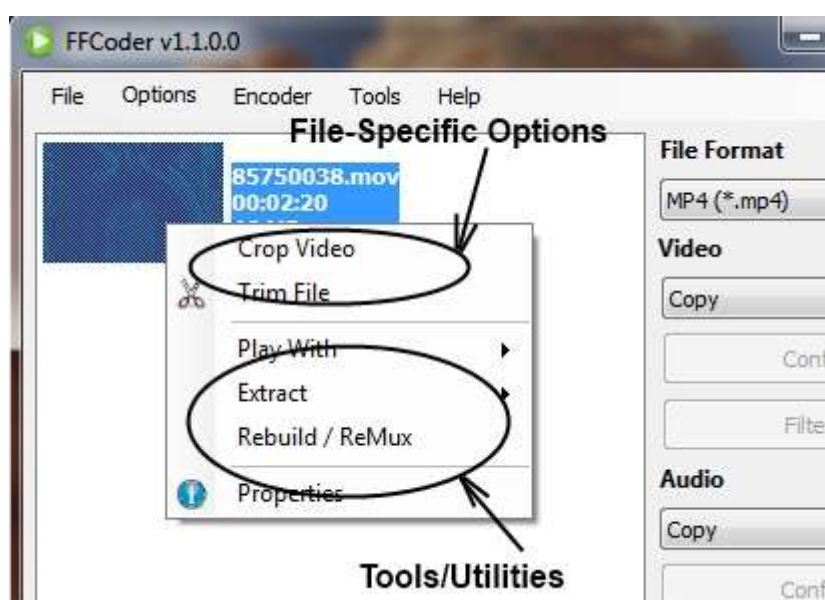 FFCoder v1.1.0.0
File Options Encoder Tools Help
File-Specific Options
85750038.mov
00:02:20
Crop Video
Trim File
Play With
Extract
Rebuild / ReMux
Properties
Tools/Utilities
File Format
MP4 (*.mp4)
Video
Copy
Audio
Copy